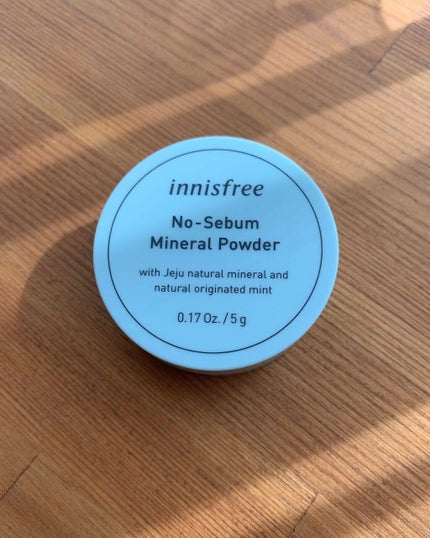 innisfree
No-Sebum
Mineral Powder
with Jeju natural mineral and
natural originated mint
0.17 Oz. / 5 g